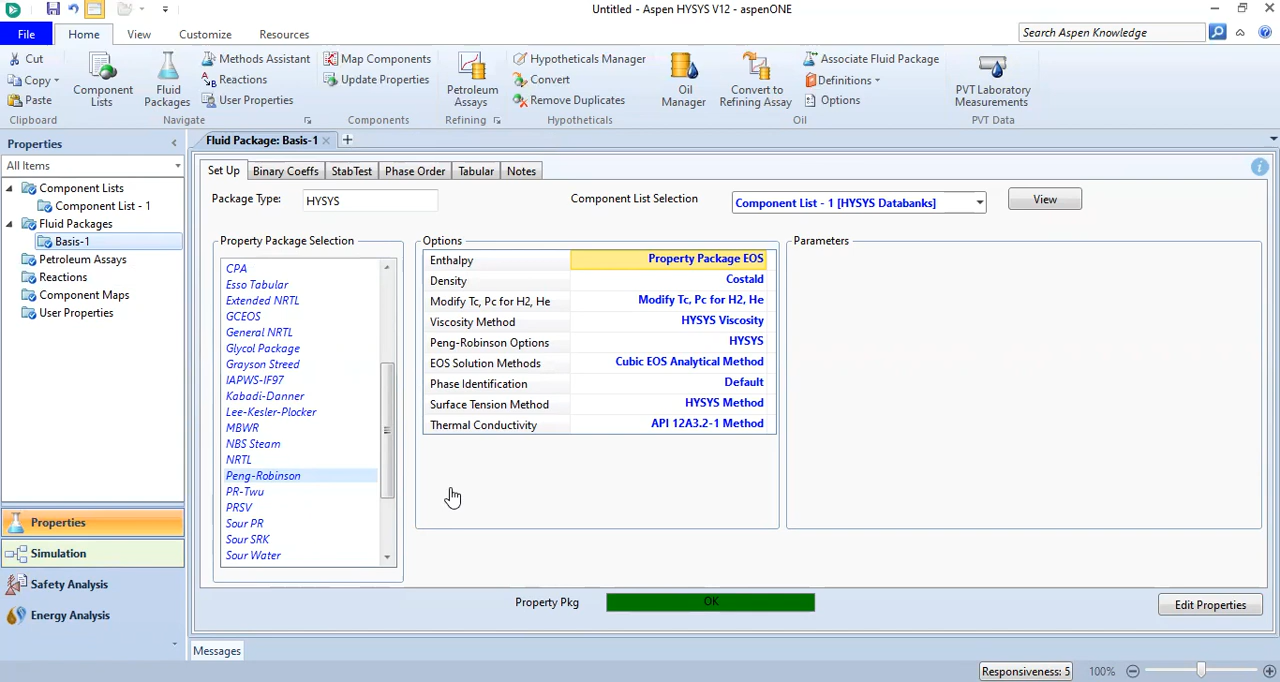 Untitled - Aspen HYSYS V12 - aspenONE
File
Home
View
Customize
Resources
Search Aspen Knowledge
Cut
Copy
Paste
Clipboard
Component Lists
Fluid Packages
Methods Assistant
Reactions
User Properties
Navigate
Map Components
Update Properties
Components
Petroleum Assays
Refining
Hypotheticals Manager
Convert
Remove Duplicates
Hypotheticals
Oil Manager
Convert to Refining Assay
Associate Fluid Package
Definitions
Options
Oil
PVT Laboratory Measurements
PVT Data
Properties
All Items
Component Lists
Component List - 1
Fluid Packages
Basis-1
Petroleum Assays
Reactions
Component Maps
User Properties
Properties
Simulation
Safety Analysis
Energy Analysis
Fluid Package: Basis-1
Set Up
Binary Coeffs
StabTest
Phase Order
Tabular
Notes
Package Type:
HYSYS
Component List Selection
Component List - 1 [HYSYS Databanks]
View
Property Package Selection
CPA
Esso Tabular
Extended NRTL
GCEOS
General NRTL
Glycol Package
Grayson Streed
IAPWS-IF97
Kabadi-Danner
Lee-Kesler-Plocker
MBWR
NBS Steam
NRTL
Peng-Robinson
PR-Twu
PRSV
Sour PR
Sour SRK
Sour Water
Options
Enthalpy Property Package EOS
Density Costald
Modify Tc, Pc for H2, He Modify Tc, Pc for H2, He
Viscosity Method HYSYS Viscosity
Peng-Robinson Options HYSYS
EOS Solution Methods Cubic EOS Analytical Method
Phase Identification Default
Surface Tension Method HYSYS Method
Thermal Conductivity API 12A3.2-1 Method
Parameters
Property Pkg
OK
Edit Properties
Messages
Responsiveness: 5
100%